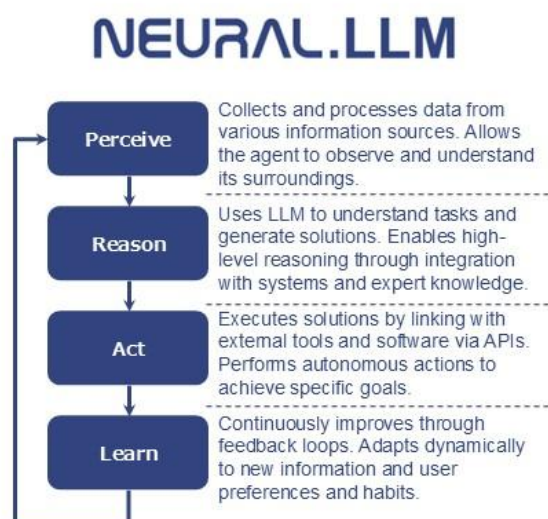 NEURAL.LLM
Perceive
Collects and processes data from
various information sources. Allows
the agent to observe and understand
its surroundings.
Reason
Uses LLM to understand tasks and
generate solutions. Enables high-
level reasoning through integration
with systems and expert knowledge.
Act
Executes solutions by linking with
external tools and software via APIs.
Performs autonomous actions to
achieve specific goals.
Learn
Continuously improves through
feedback loops. Adapts dynamically
to new information and user
preferences and habits.